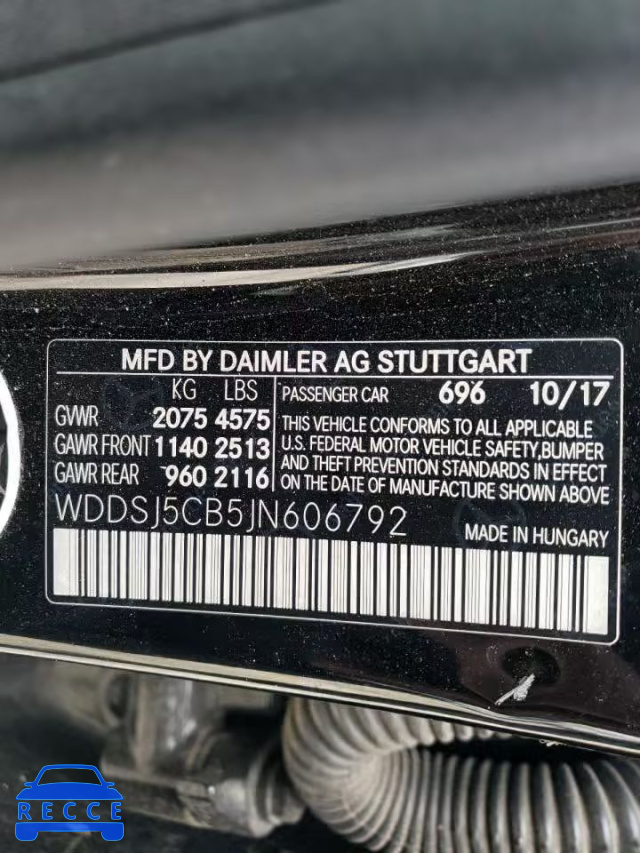 MFD BY DAIMLER AG STUTTGART
KG LBS
GVWR 2075 4575
GAWR FRONT 1140 2513
GAWR REAR 960 2116
PASSENGER CAR 696 10/17
THIS VEHICLE CONFORMS TO ALL APPLICABLE
U.S. FEDERAL MOTOR VEHICLE SAFETY, BUMPER
AND THEFT PREVENTION STANDARDS IN EFFECT
ON THE DATE OF MANUFACTURE SHOWN ABOVE
WDDSJ5CB5JN606792
MADE IN HUNGARY
RECCE